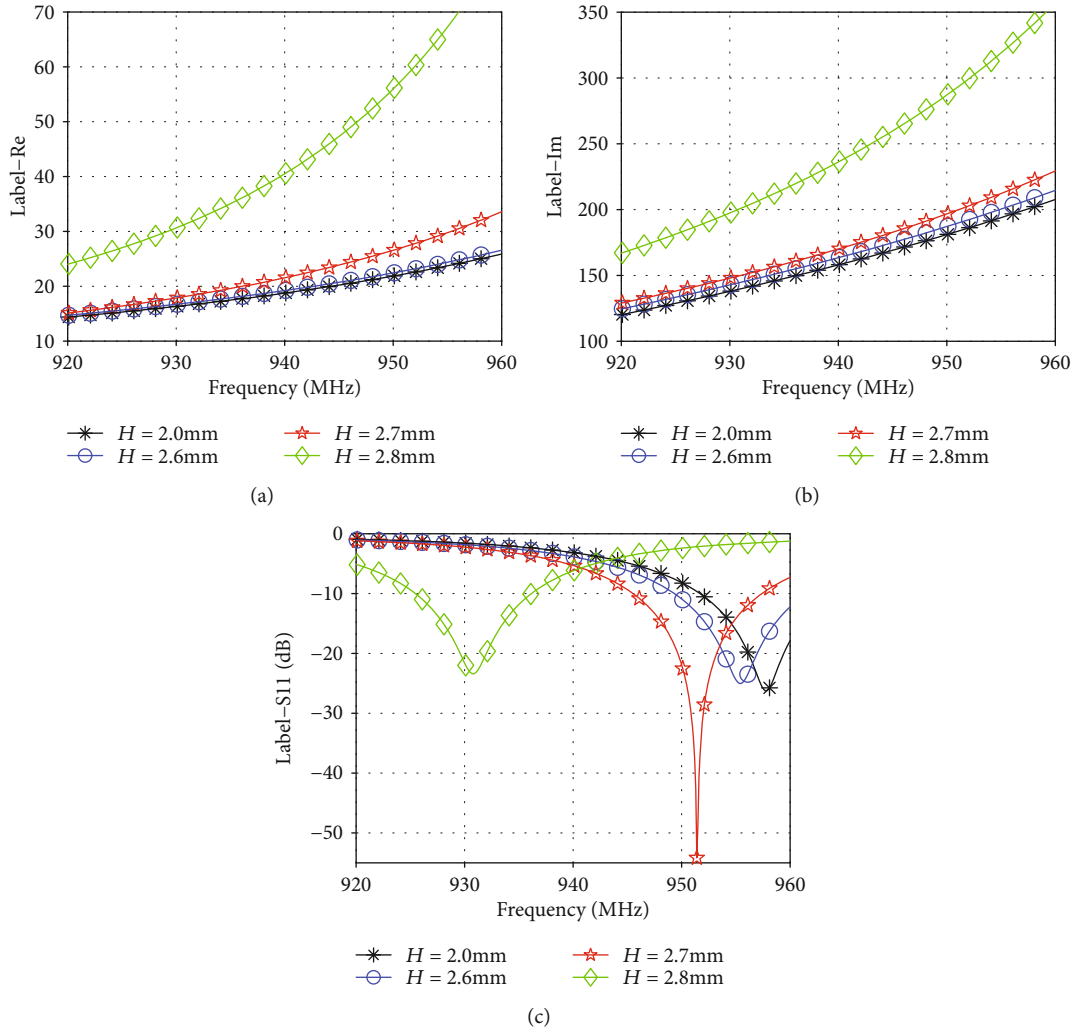 70
60
50
40
30
20
10
Label–Re
920 930 940 950 960
Frequency (MHz)
H = 2.0mm H = 2.7mm
H = 2.6mm H = 2.8mm
(a)
350
300
250
200
150
100
Label–Im
920 930 940 950 960
Frequency (MHz)
H = 2.0mm H = 2.7mm
H = 2.6mm H = 2.8mm
(b)
0
−10
−20
−30
−40
−50
Label–S11 (dB)
920 930 940 950 960
Frequency (MHz)
H = 2.0mm H = 2.7mm
H = 2.6mm H = 2.8mm
(c)